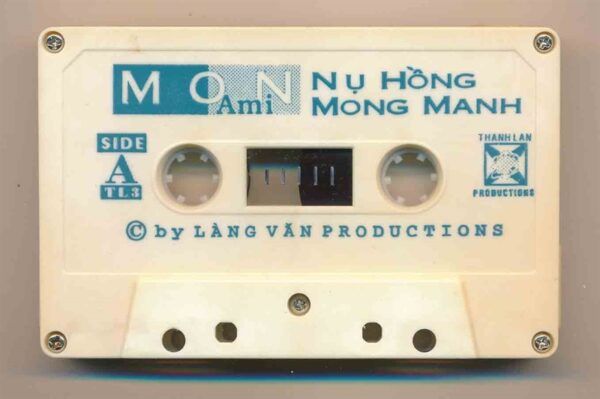 MON
Ami
NỤ HỒNG
MONG MANH
SIDE
A
TL3
THANH LAN
PRODUCTIONS
© by LÀNG VĂN PRODUCTIONS